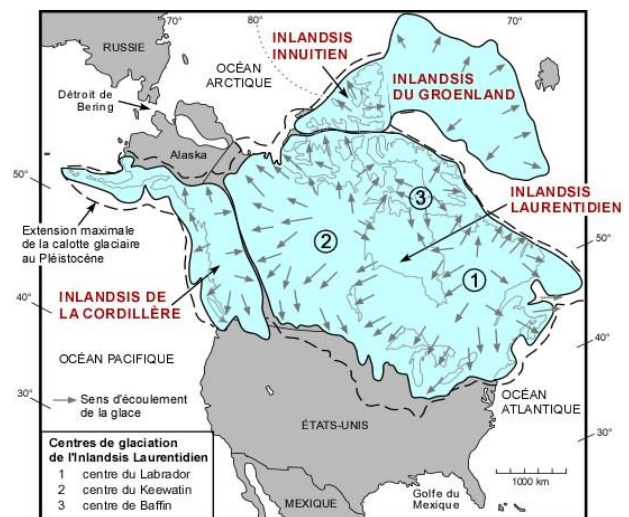 70°
80°
70°
RUSSIE
OCÉAN
ARCTIQUE
INLANDSIS
INNUITIEN
INLANDSIS
DU GROENLAND
Détroit de
Bering
Alaska
50°
3
INLANDSIS
LAURENTIDIEN
2
Extension maximale
de la calotte glaciaire
au Pléistocène
50°
1
40°
INLANDSIS DE
LA CORDILLÈRE
40°
OCÉAN PACIFIQUE
30°
Sens d'écoulement
de la glace
OCÉAN
ATLANTIQUE
ÉTATS-UNIS
30°
Centres de glaciation
de l'Inlandsis Laurentidien
1 centre du Labrador
2 centre du Keewatin
3 centre de Baffin
MEXIQUE
Golfe du
Mexique
1000 km